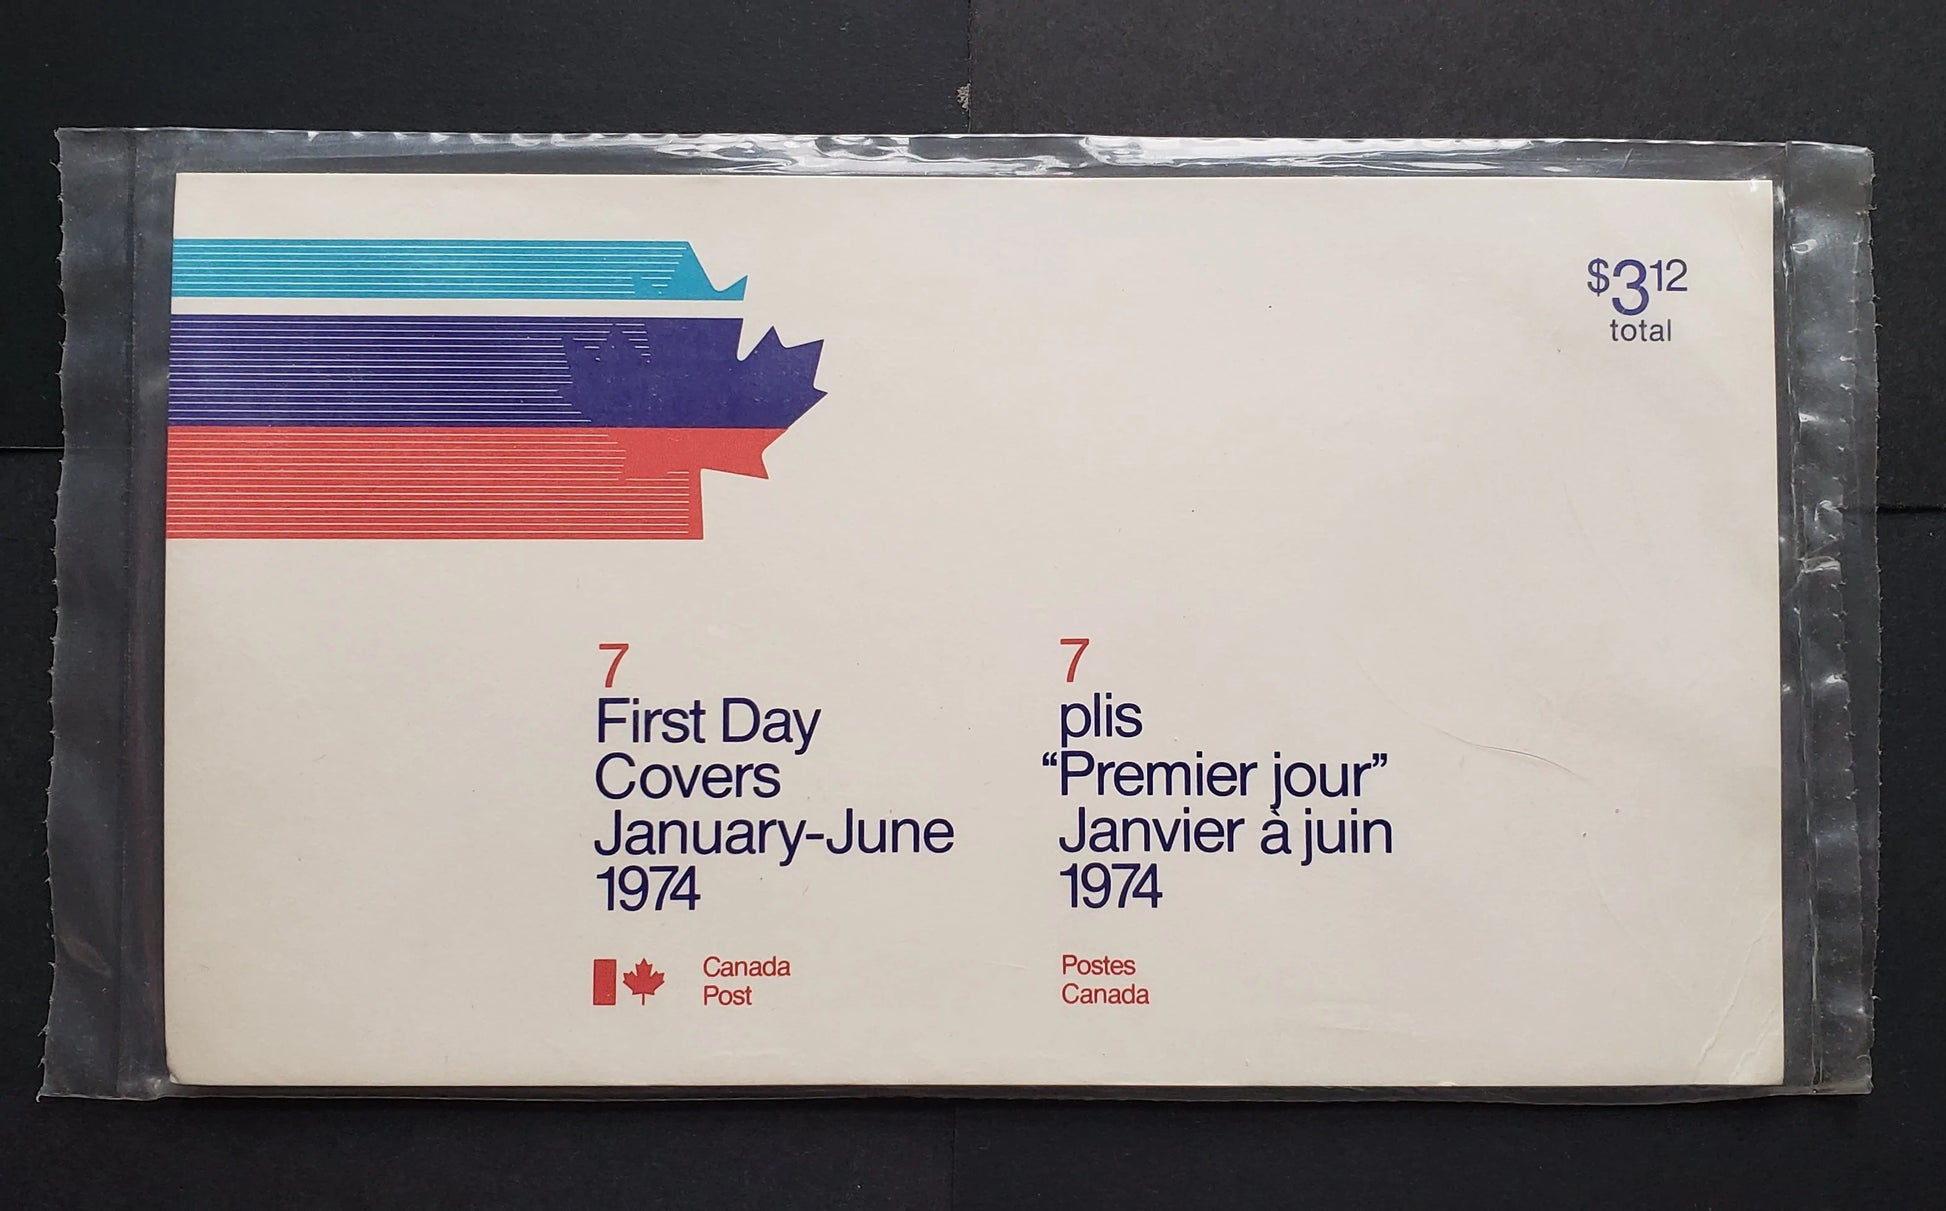 $3.12
total
7
First Day
Covers
January-June
1974
Canada
Post
7
plis
“Premier jour”
Janvier à juin
1974
Postes
Canada